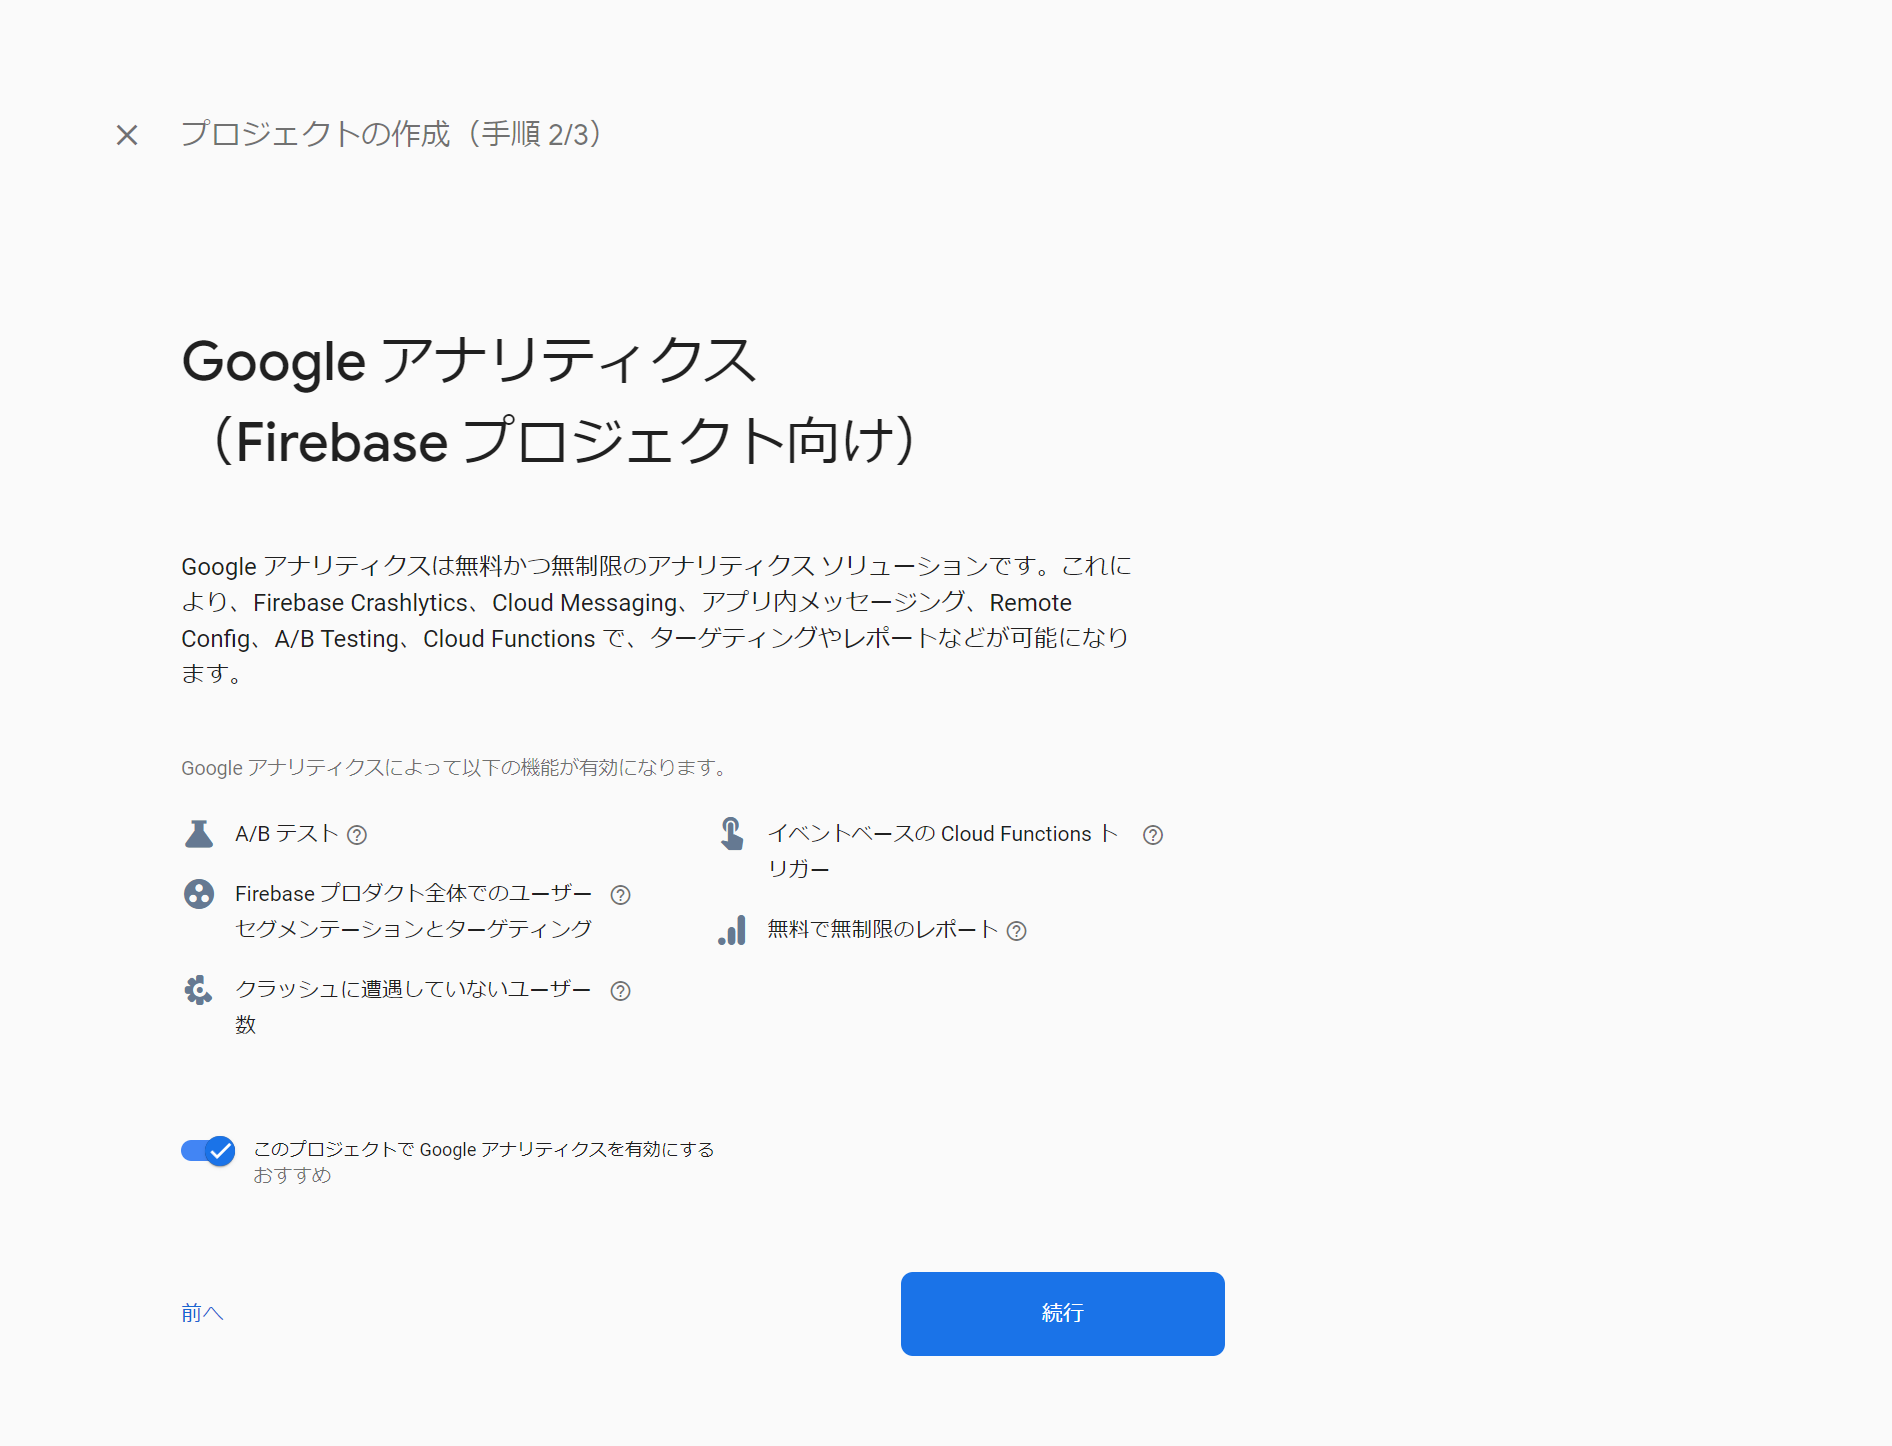 プロジェクトの作成（手順 2/3）
Google アナリティクス
（Firebase プロジェクト向け）
Google アナリティクスは無料かつ無制限のアナリティクス ソリューションです。これに
より、Firebase Crashlytics、Cloud Messaging、アプリ内メッセージング、Remote
Config、A/B Testing、Cloud Functions で、ターゲティングやレポートなどが可能になり
ます。
Google アナリティクスによって以下の機能が有効になります。
A/B テスト
Firebase プロダクト全体でのユーザー
セグメンテーションとターゲティング
クラッシュに遭遇していないユーザー
数
イベントベースの Cloud Functions ト
リガー
無料で無制限のレポート
このプロジェクトで Google アナリティクスを有効にする
おすすめ
前へ
続行